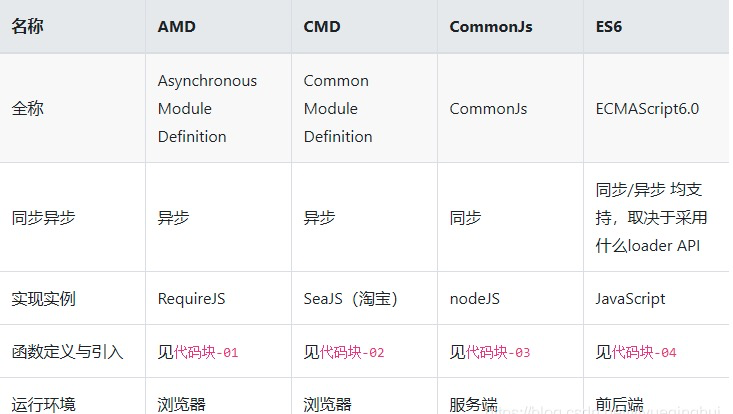 名称 AMD CMD CommonJs ES6
全称 Asynchronous Module Definition Common Module Definition CommonJs ECMAScript6.0
同步异步 异步 异步 同步 同步/异步 均支持，取决于采用什么loader API
实现实例 RequireJS SeaJS（淘宝） nodeJS JavaScript
函数定义与引入 见代码块-01 见代码块-02 见代码块-03 见代码块-04
运行环境 浏览器 浏览器 服务端 前后端